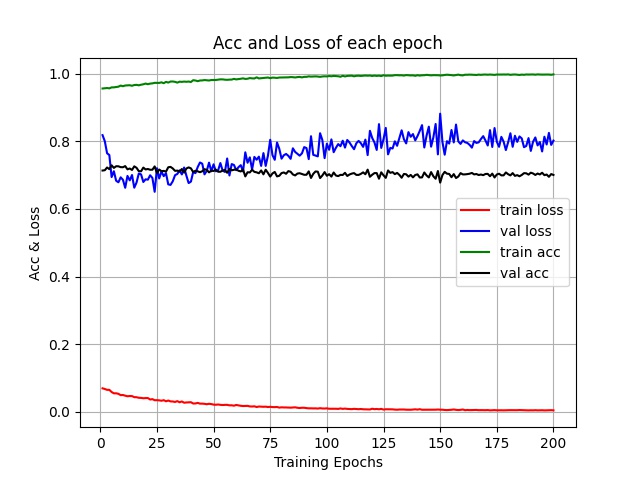 Acc and Loss of each epoch
1.0
0.8
0.6
0.4
0.2
0.0
Acc & Loss
train loss
val loss
train acc
val acc
0 25 50 75 100 125 150 175 200
Training Epochs